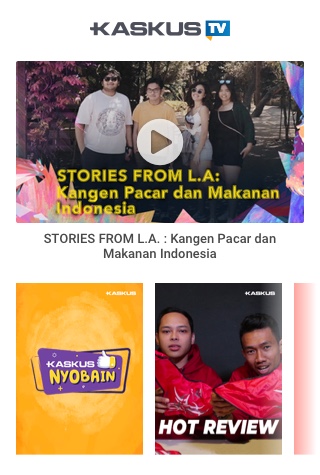 KASKUS TV
STORIES FROM L.A:
Kangen Pacar dan Makanan
Indonesia
STORIES FROM L.A. : Kangen Pacar dan
Makanan Indonesia
KASKUS
KASKUS
KASKUS
NYOBAIN
HOT REVIEW